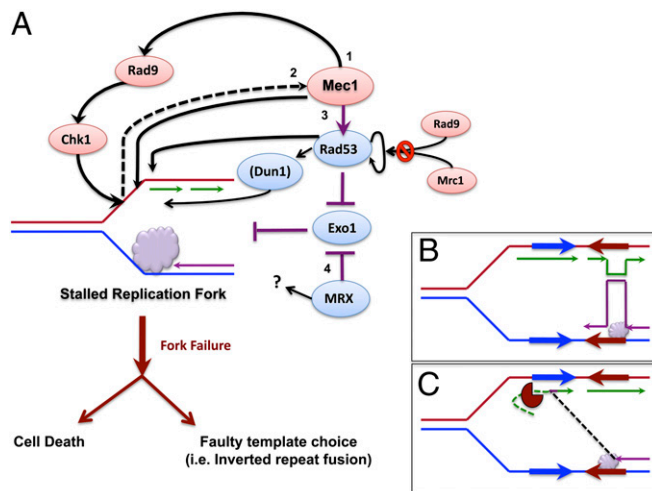 A
1
Rad9
2
Mec1
3
Chk1
Rad53
Rad9
Mrc1
(Dun1)
Exo1
4
MRX
?
Stalled Replication Fork
Fork Failure
Cell Death
Faulty template choice
(i.e. Inverted repeat fusion)
B
C